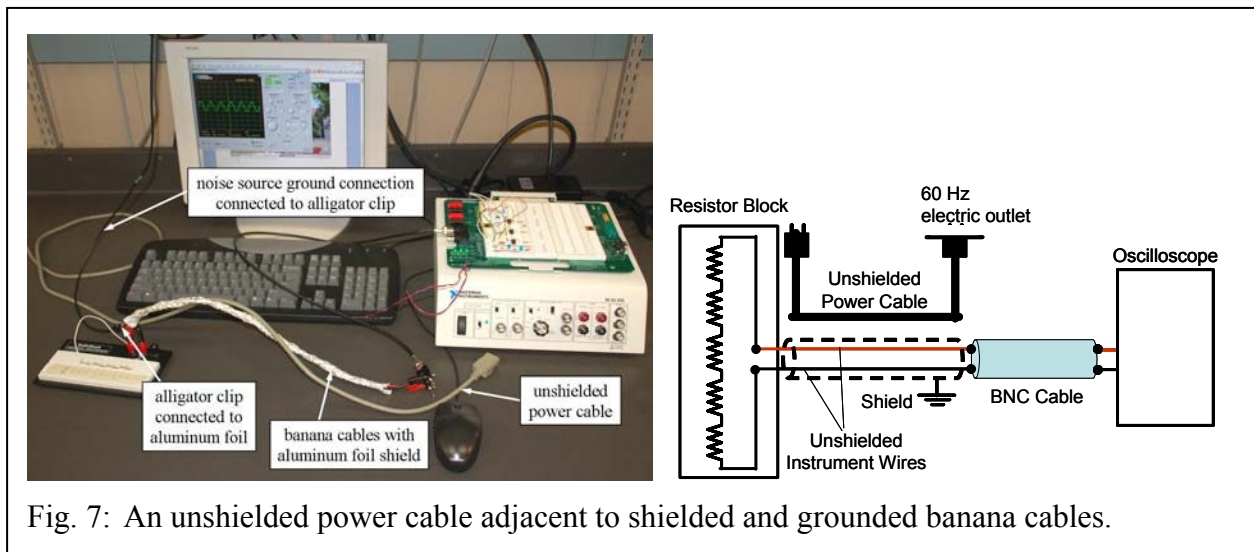 noise source ground connection
connected to alligator clip
alligator clip
connected to
aluminum foil
banana cables with
aluminum foil shield
unshielded
power cable
NATIONAL
INSTRUMENTS
Resistor Block
60 Hz
electric outlet
Oscilloscope
Unshielded
Power Cable
Shield
BNC Cable
Unshielded
Instrument Wires
Fig. 7: An unshielded power cable adjacent to shielded and grounded banana cables.